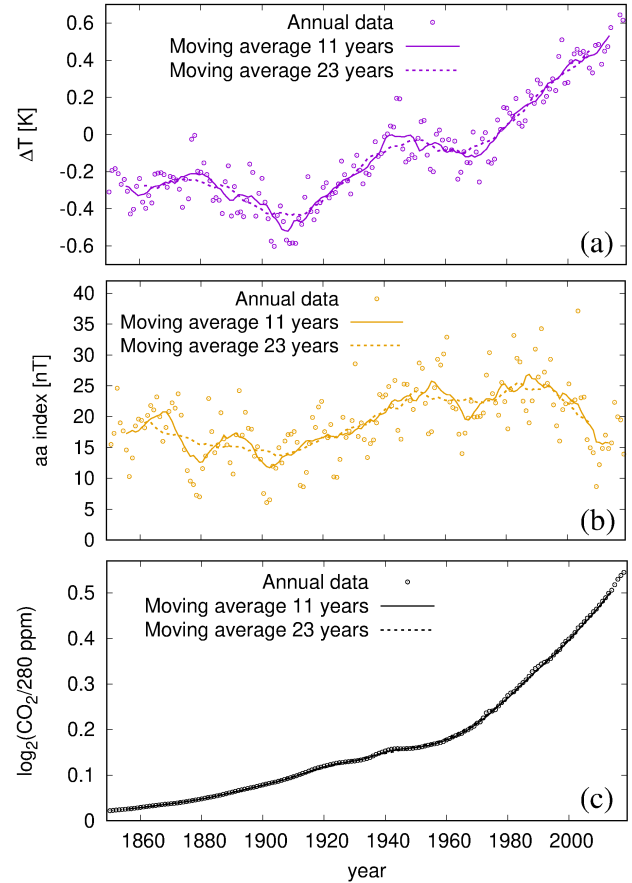 Annual data
Moving average 11 years
Moving average 23 years
0.6
0.4
0.2
0
-0.2
-0.4
-0.6
ΔT [K]
(a)
Annual data
Moving average 11 years
Moving average 23 years
40
35
30
25
20
15
10
5
0
aa index [nT]
(b)
Annual data
Moving average 11 years
Moving average 23 years
0.5
0.4
0.3
0.2
0.1
0
log₂(CO₂/280 ppm)
(c)
1860 1880 1900 1920 1940 1960 1980 2000
year